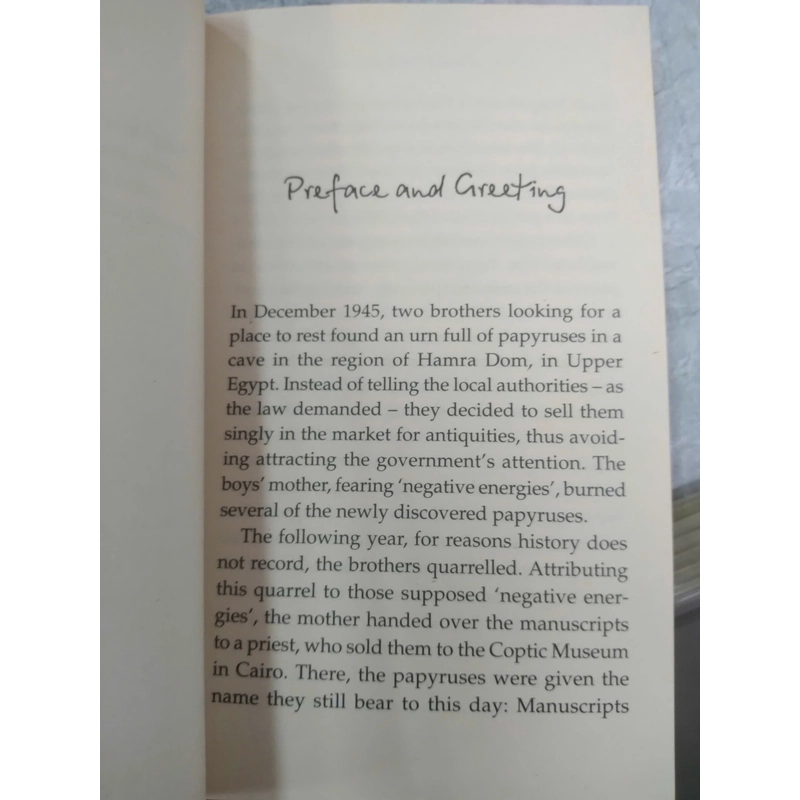 Preface and Greeting
In December 1945, two brothers looking for a
place to rest found an urn full of papyruses in a
cave in the region of Hamra Dom, in Upper
Egypt. Instead of telling the local authorities – as
the law demanded – they decided to sell them
singly in the market for antiquities, thus avoid-
ing attracting the government's attention. The
boys' mother, fearing 'negative energies', burned
several of the newly discovered papyruses.
The following year, for reasons history does
not record, the brothers quarrelled. Attributing
this quarrel to those supposed 'negative ener-
gies', the mother handed over the manuscripts
to a priest, who sold them to the Coptic Museum
in Cairo. There, the papyruses were given the
name they still bear to this day: Manuscripts